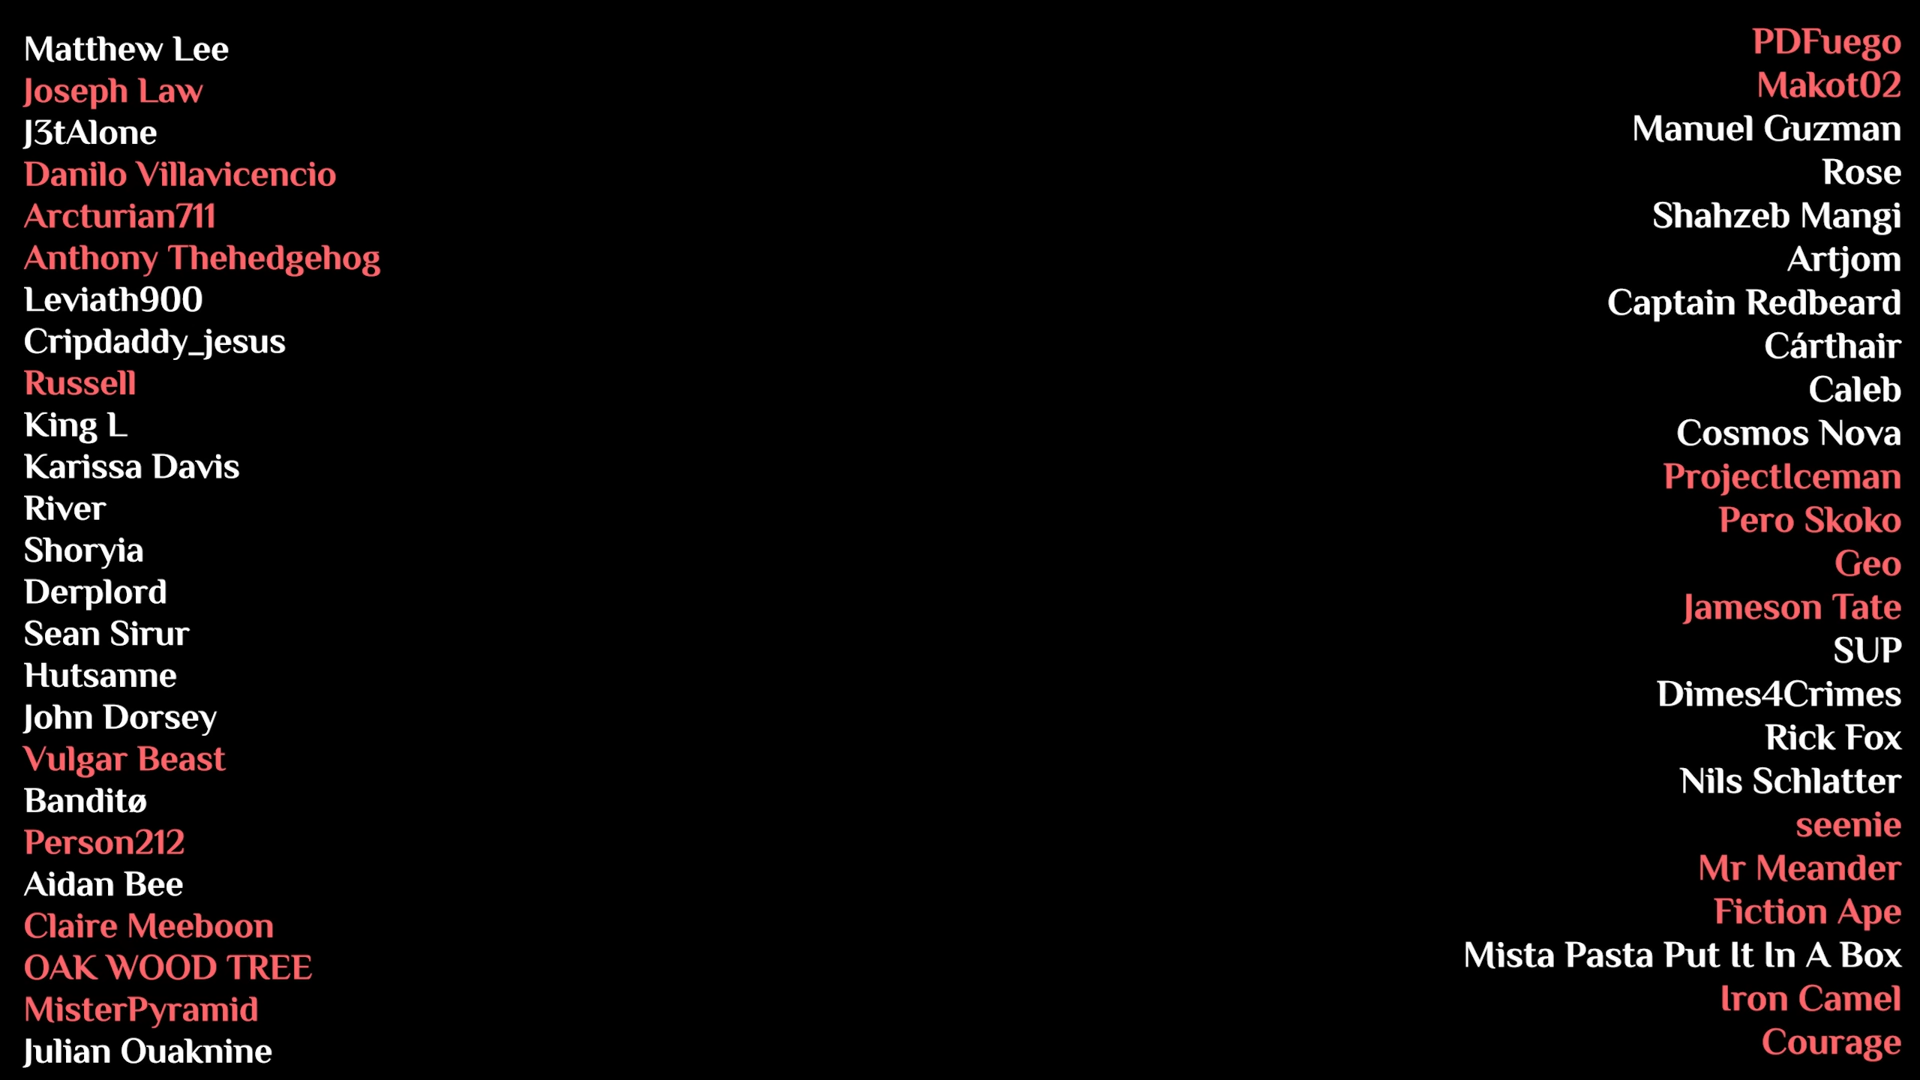 Matthew Lee
Joseph Law
J3tAlone
Danilo Villavicencio
Arcturian711
Anthony Thehedgehog
Leviath900
Cripdaddy_jesus
Russell
King L
Karissa Davis
River
Shoryia
Derplord
Sean Sirur
Hutsanne
John Dorsey
Vulgar Beast
Banditø
Person212
Aidan Bee
Claire Meeboon
OAK WOOD TREE
MisterPyramid
Julian Ouaknine
PDFuego
Makot02
Manuel Guzman
Rose
Shahzeb Mangi
Artjom
Captain Redbeard
Cárthair
Caleb
Cosmos Nova
ProjectIceman
Pero Skoko
Geo
Jameson Tate
SUP
Dimes4Crimes
Rick Fox
Nils Schlatter
seenie
Mr Meander
Fiction Ape
Mista Pasta Put It In A Box
Iron Camel
Courage